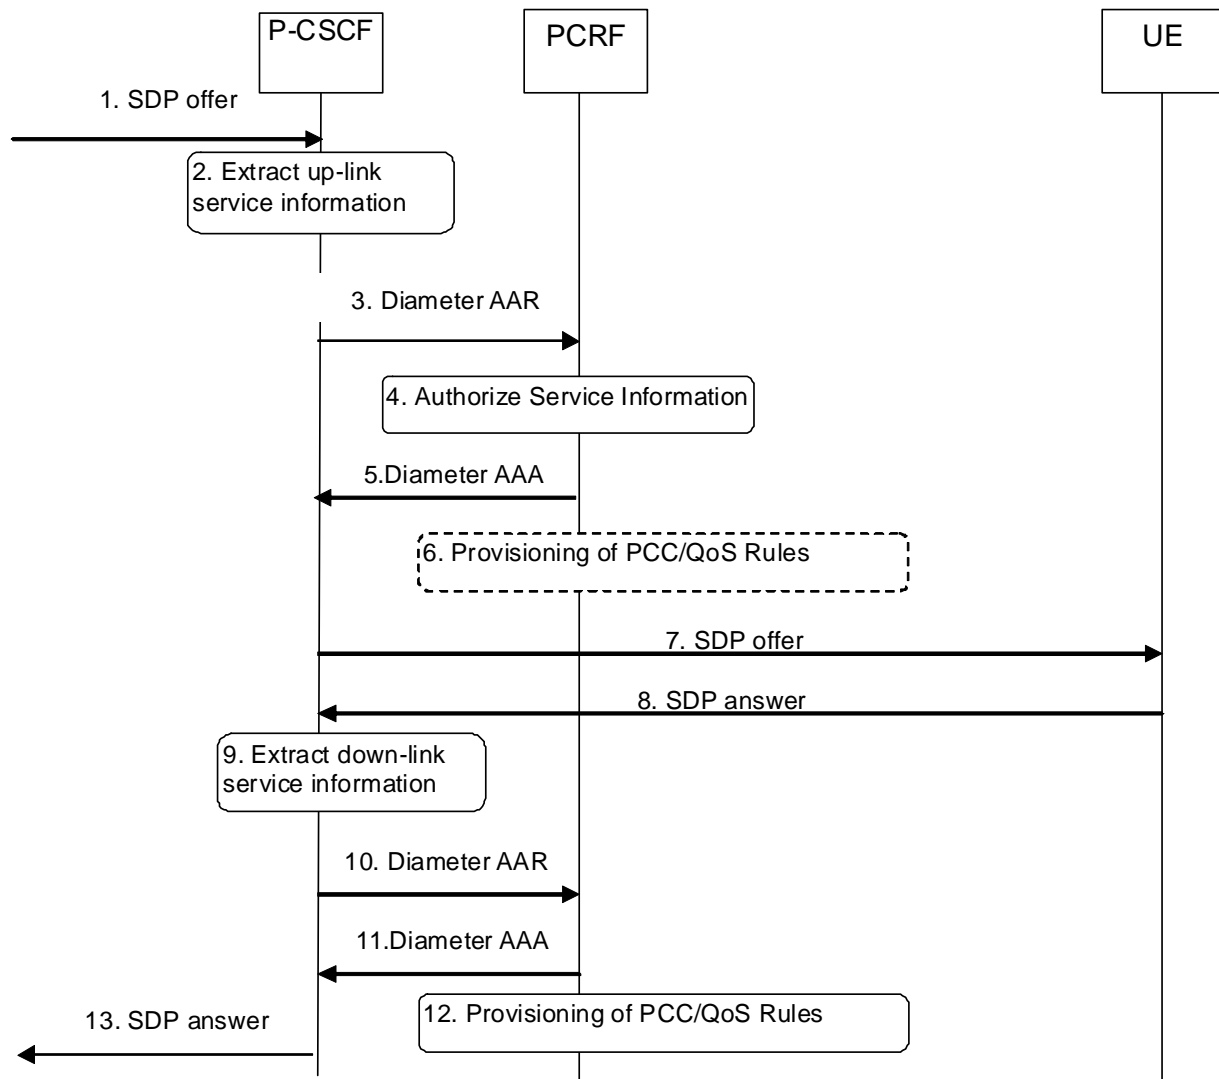 P-CSCF
PCRF
UE
1. SDP offer
2. Extract up-link
service information
3. Diameter AAR
4. Authorize Service Information
5.Diameter AAA
6. Provisioning of PCC/QoS Rules
7. SDP offer
8. SDP answer
9. Extract down-link
service information
10. Diameter AAR
11.Diameter AAA
12. Provisioning of PCC/QoS Rules
13. SDP answer